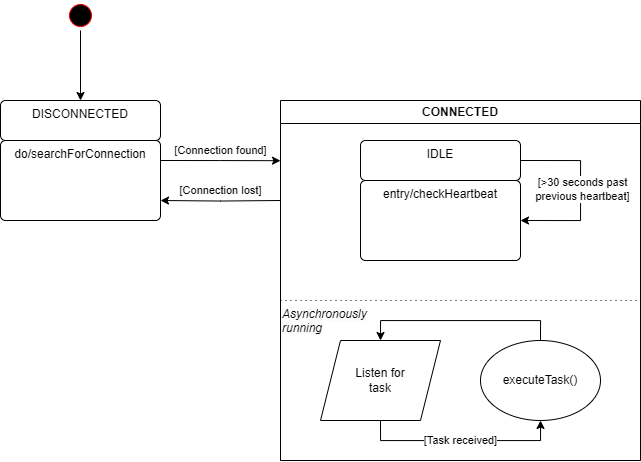 DISCONNECTED
do/searchForConnection
[Connection found]
[Connection lost]
CONNECTED
IDLE
entry/checkHeartbeat
[>30 seconds past
previous heartbeat]
Asynchronously
running
Listen for
task
executeTask()
[Task received]